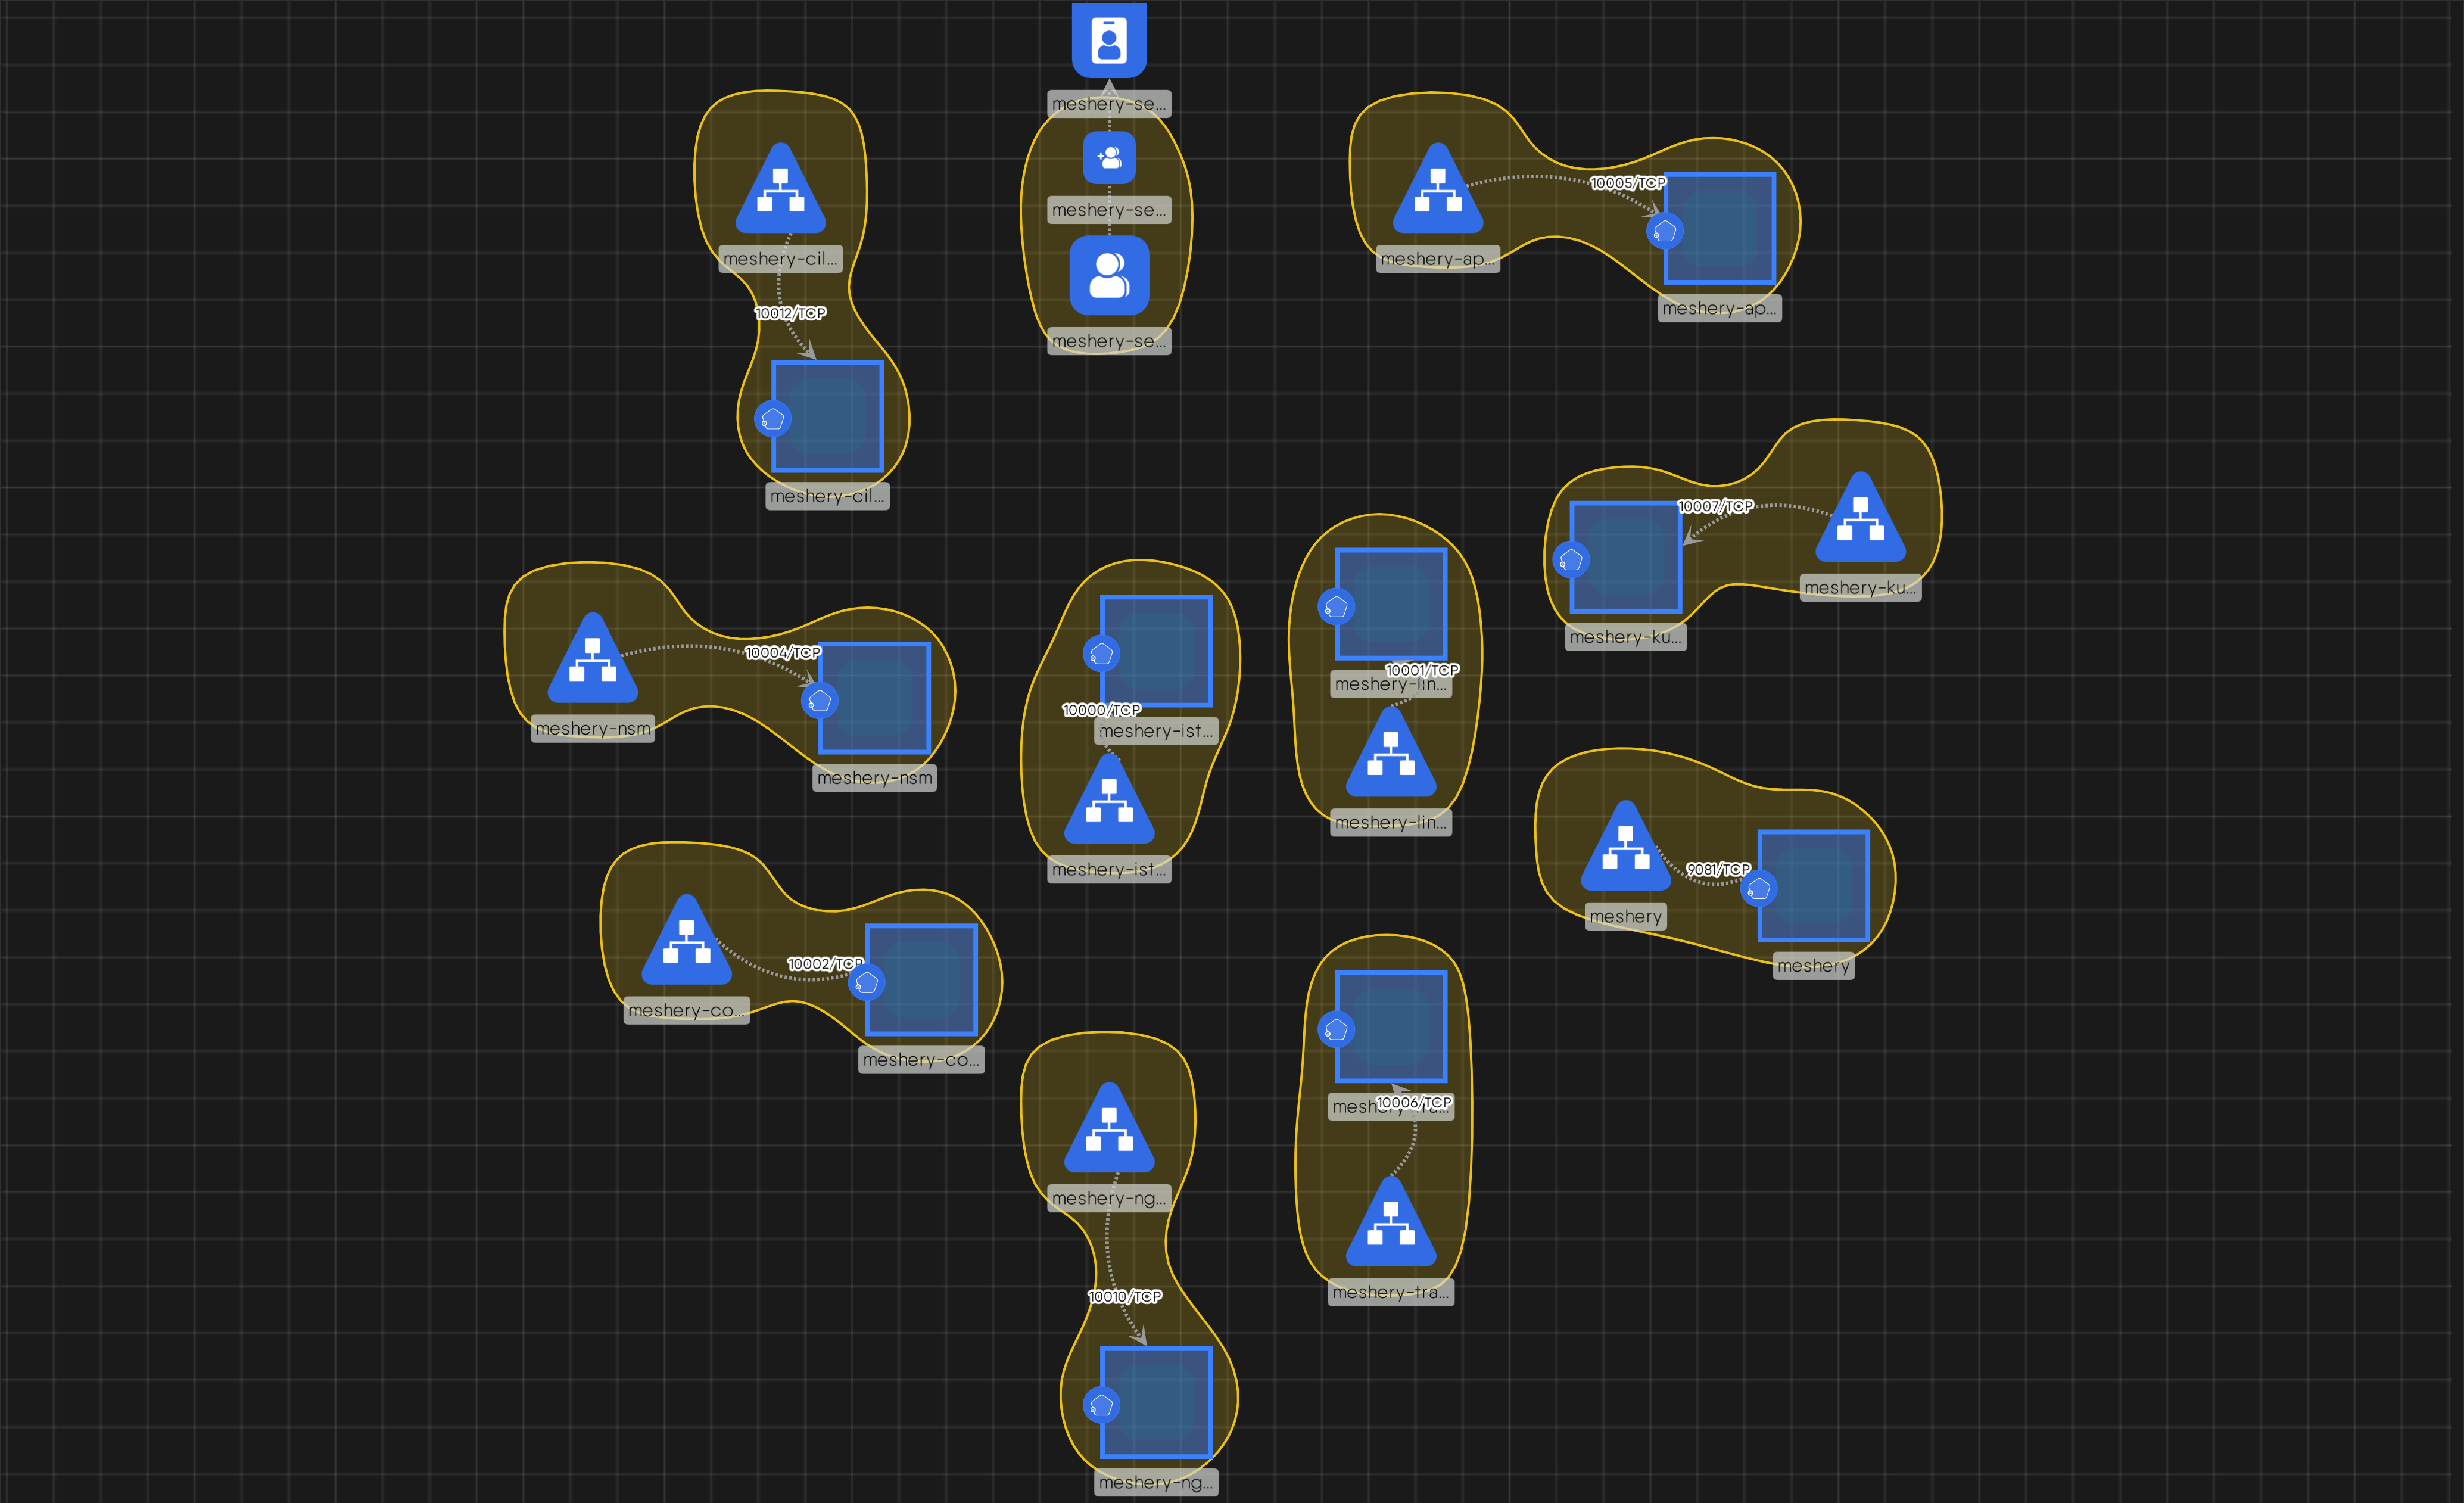 meshery-se...
meshery-se...
meshery-se...
meshery-cil...
10012/TCP
meshery-cil...
10005/TCP
meshery-ap...
meshery-ap...
10007/TCP
meshery-ku...
meshery-ku...
10004/TCP
meshery-nsm
meshery-nsm
10000/TCP
meshery-ist...
meshery-ist...
10001/TCP
meshery-lin...
meshery-lin...
9081/TCP
meshery
meshery
10002/TCP
meshery-co...
meshery-co...
10006/TCP
meshery-tra...
meshery-ng...
10010/TCP
meshery-ng...